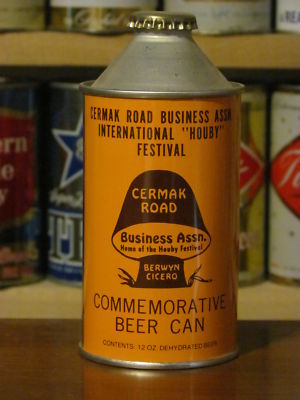 CERMAK ROAD BUSINESS ASSN
INTERNATIONAL "HOUBY"
FESTIVAL
CERMAK
ROAD
Business Assn.
Home of the Houby Festival
BERWYN
CICERO
COMMEMORATIVE
BEER CAN
CONTENTS: 12 OZ. DEHYDRATED BEER